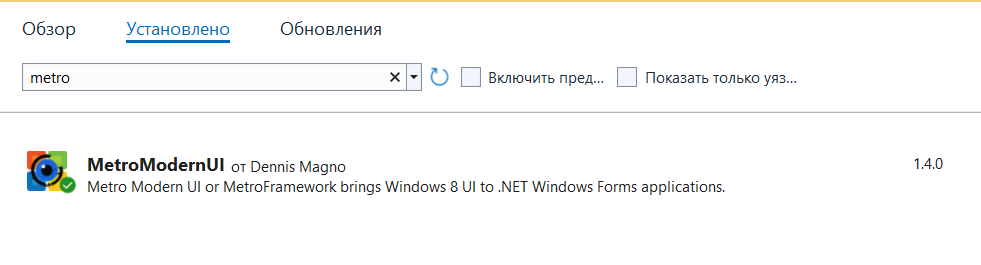 Обзор Установлено Обновления
metro Включить пред... Показать только уяз...
MetroModernUI от Dennis Magno 1.4.0
Metro Modern UI or MetroFramework brings Windows 8 UI to .NET Windows Forms applications.